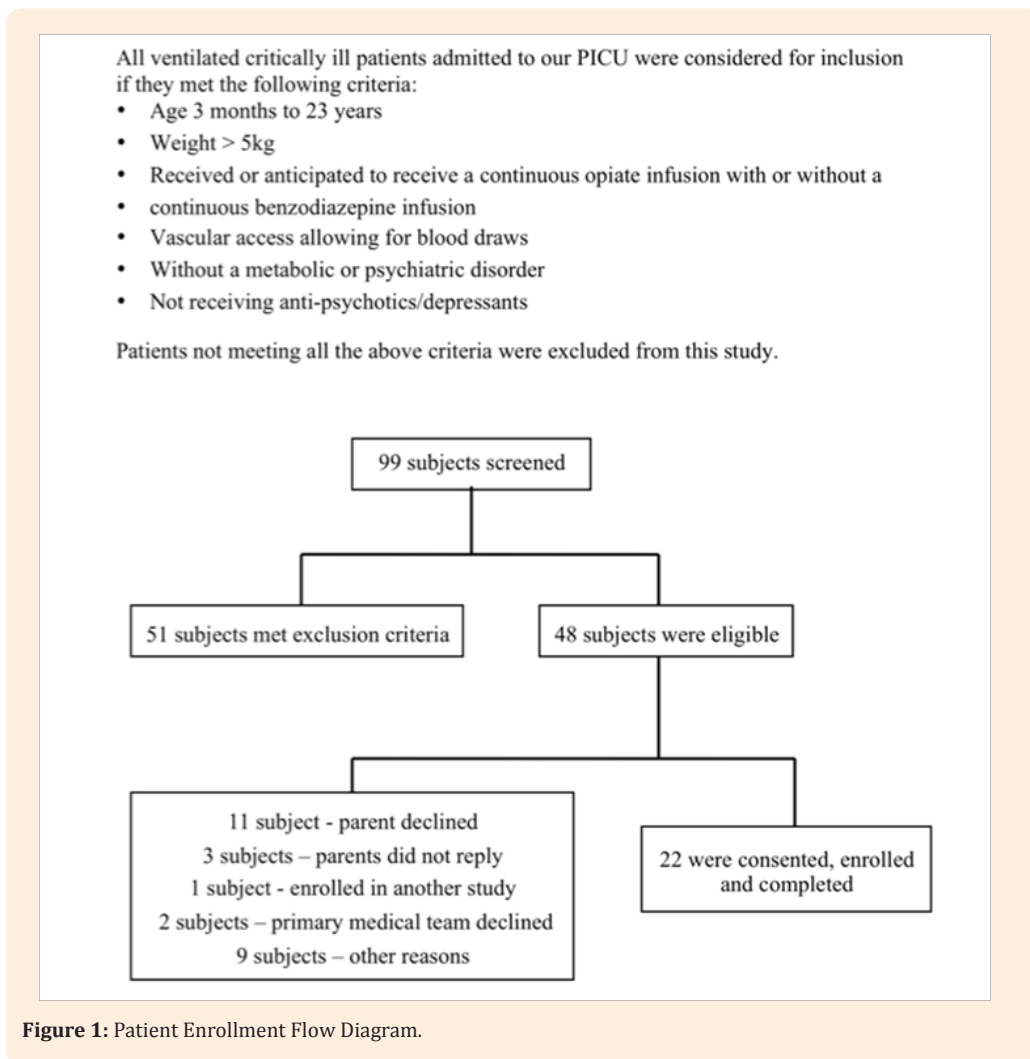 All ventilated critically ill patients admitted to our PICU were considered for inclusion
if they met the following criteria:
• Age 3 months to 23 years
• Weight > 5kg
• Received or anticipated to receive a continuous opiate infusion with or without a
• continuous benzodiazepine infusion
• Vascular access allowing for blood draws
• Without a metabolic or psychiatric disorder
• Not receiving anti-psychotics/depressants
Patients not meeting all the above criteria were excluded from this study.
99 subjects screened
51 subjects met exclusion criteria
48 subjects were eligible
11 subject - parent declined
3 subjects – parents did not reply
1 subject - enrolled in another study
2 subjects – primary medical team declined
9 subjects – other reasons
22 were consented, enrolled
and completed
Figure 1: Patient Enrollment Flow Diagram.